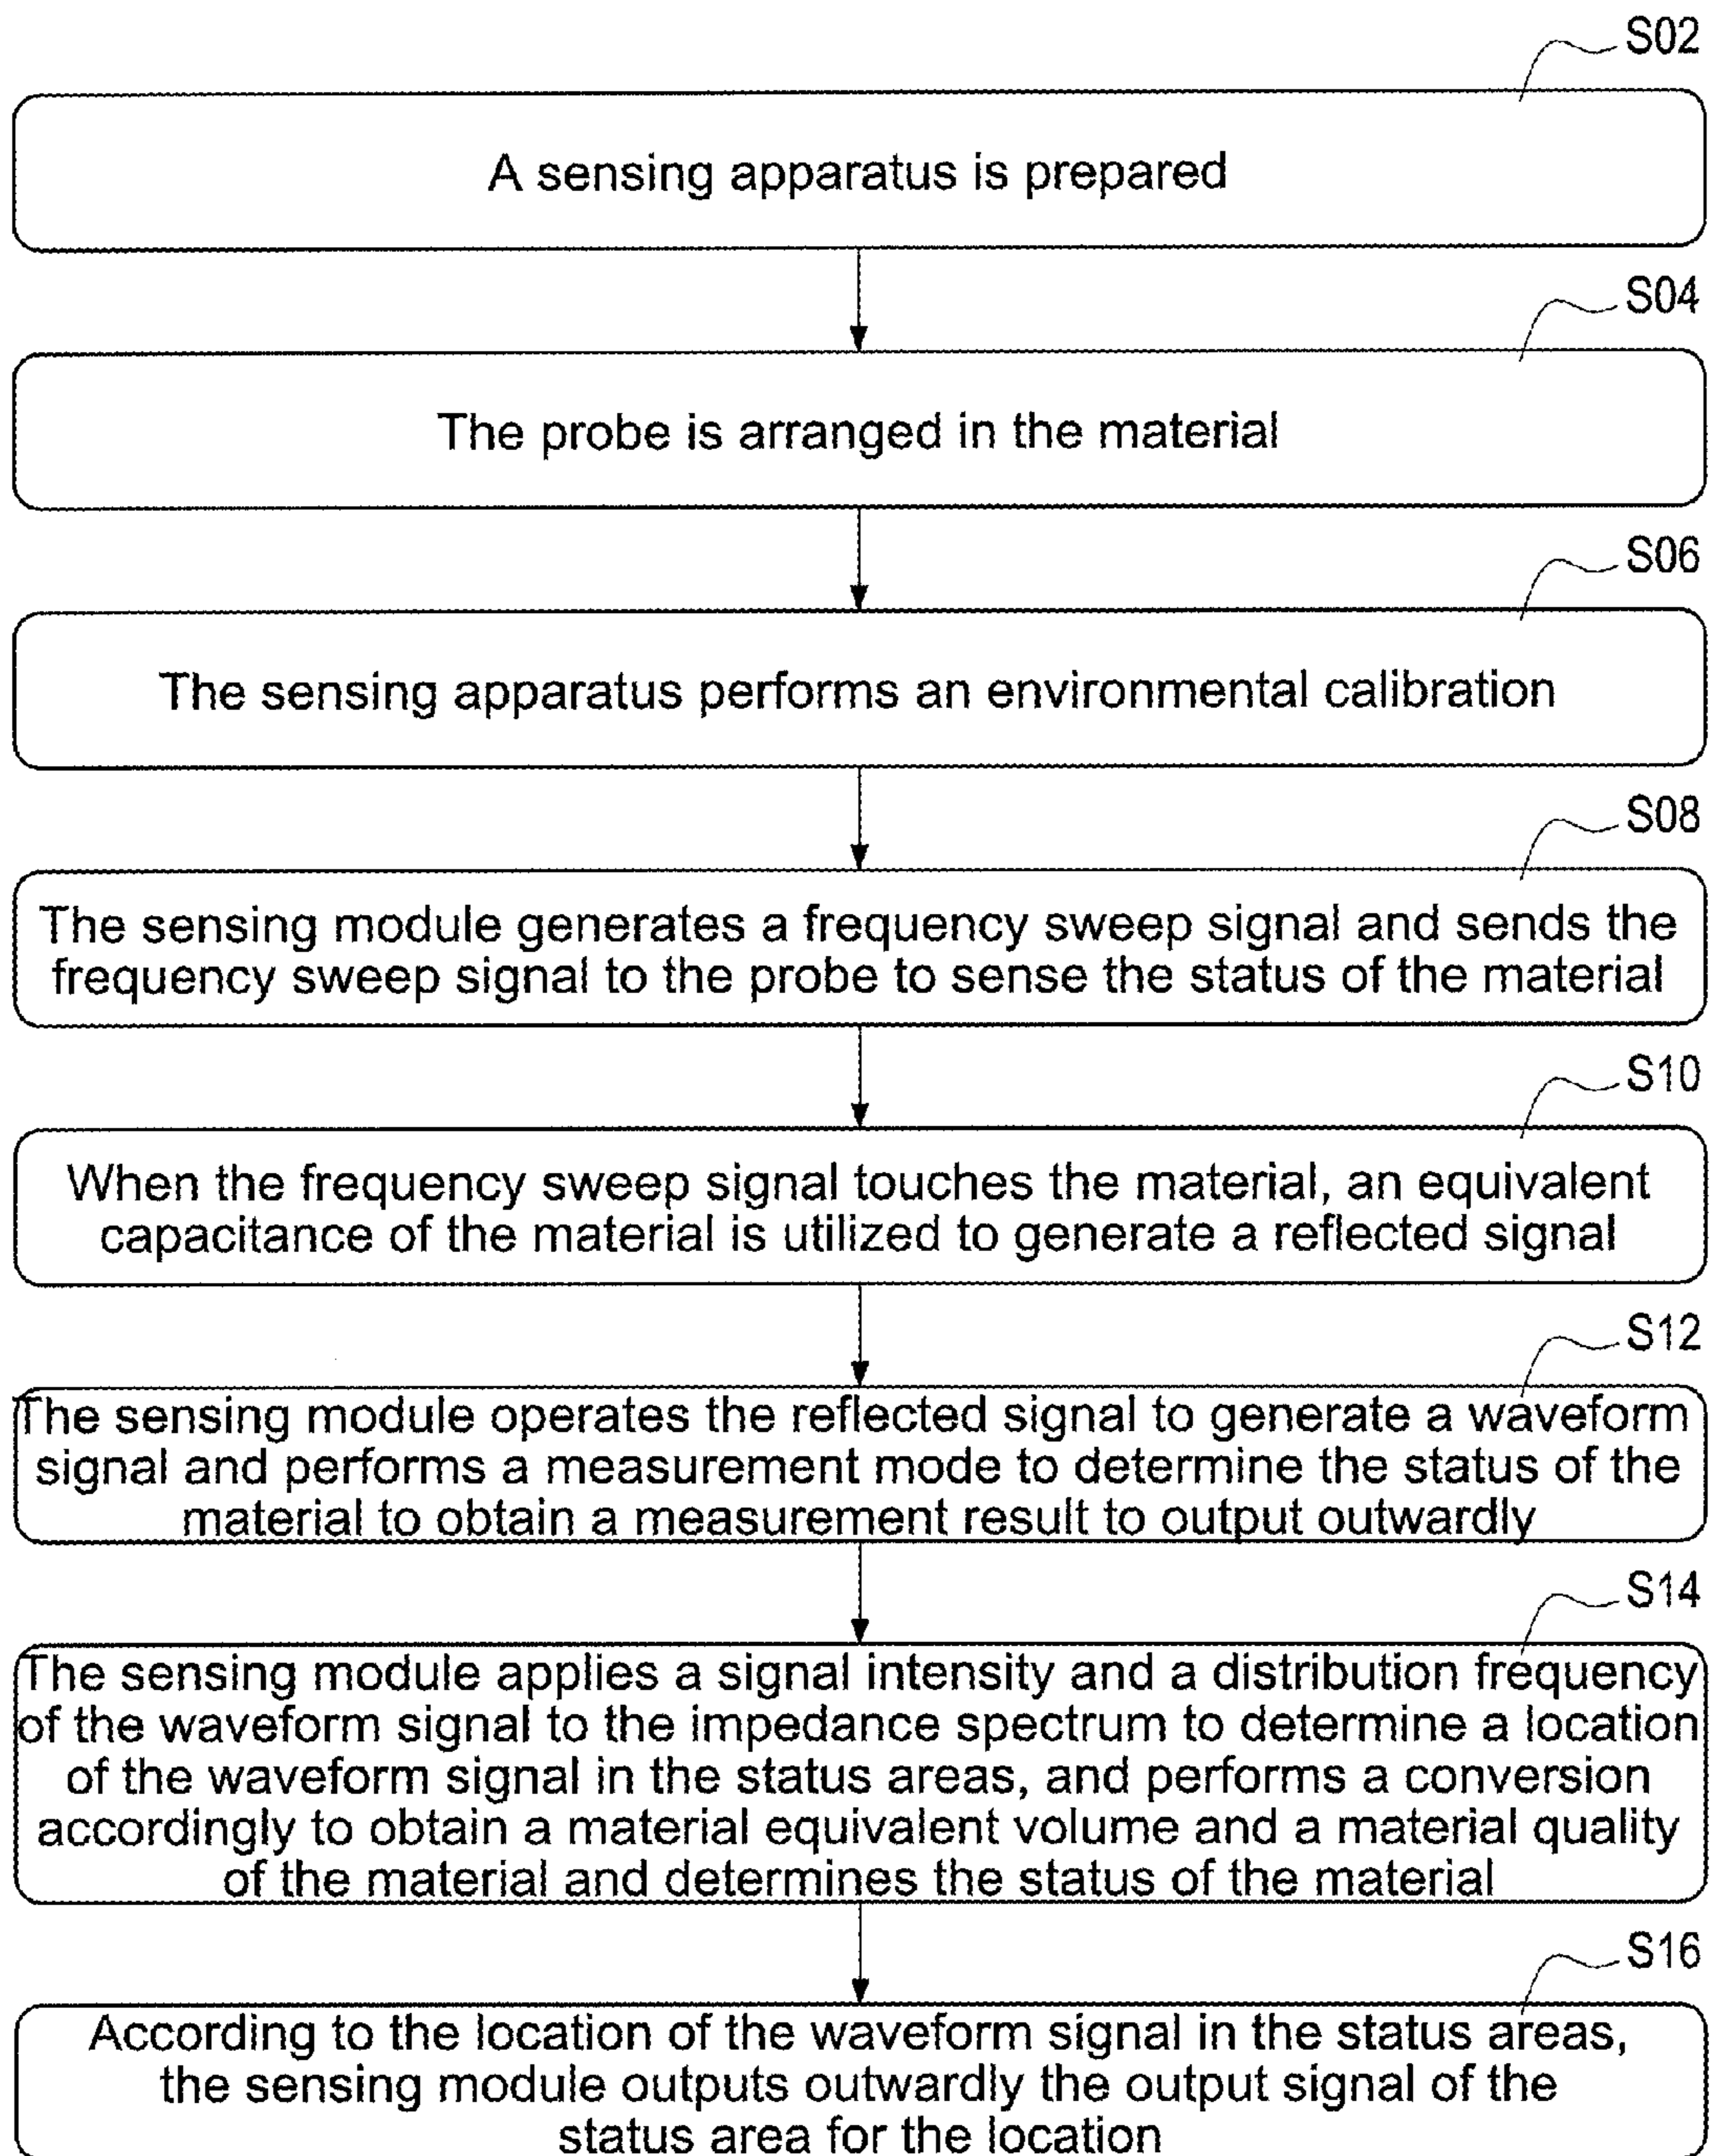 S02
A sensing apparatus is prepared
S04
The probe is arranged in the material
S06
The sensing apparatus performs an environmental calibration
S08
The sensing module generates a frequency sweep signal and sends the
frequency sweep signal to the probe to sense the status of the material
S10
When the frequency sweep signal touches the material, an equivalent
capacitance of the material is utilized to generate a reflected signal
S12
The sensing module operates the reflected signal to generate a waveform
signal and performs a measurement mode to determine the status of the
material to obtain a measurement result to output outwardly
S14
The sensing module applies a signal intensity and a distribution frequency
of the waveform signal to the impedance spectrum to determine a location
of the waveform signal in the status areas, and performs a conversion
accordingly to obtain a material equivalent volume and a material quality
of the material and determines the status of the material
S16
According to the location of the waveform signal in the status areas,
the sensing module outputs outwardly the output signal of the
status area for the location